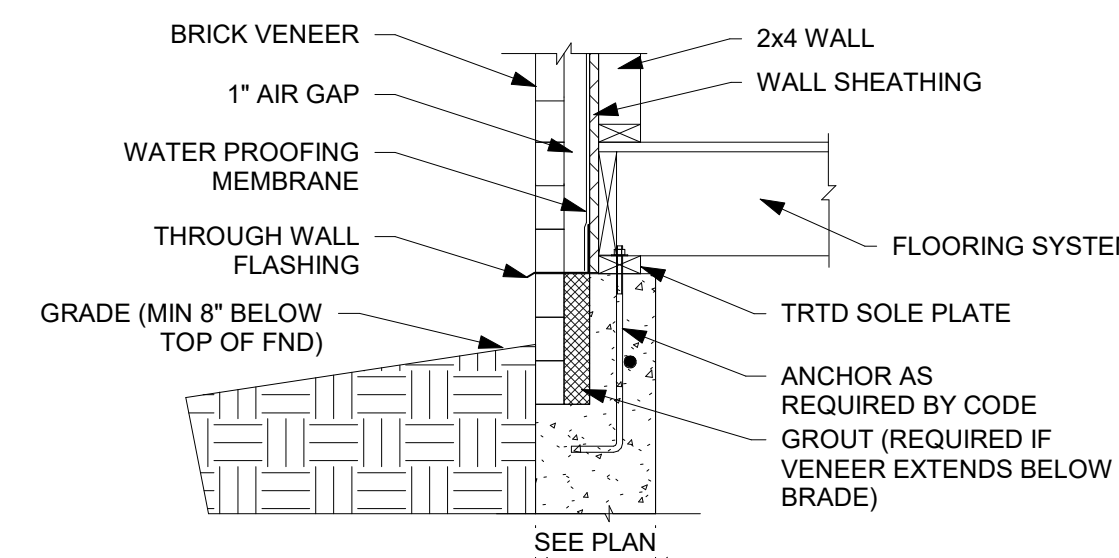 BRICK VENEER
1" AIR GAP
WATER PROOFING
MEMBRANE
THROUGH WALL
FLASHING
GRADE (MIN 8" BELOW
TOP OF FND)
2x4 WALL
WALL SHEATHING
FLOORING SYSTEM
TRTD SOLE PLATE
ANCHOR AS
REQUIRED BY CODE
GROUT (REQUIRED IF
VENEER EXTENDS BELOW
BRADE)
SEE PLAN